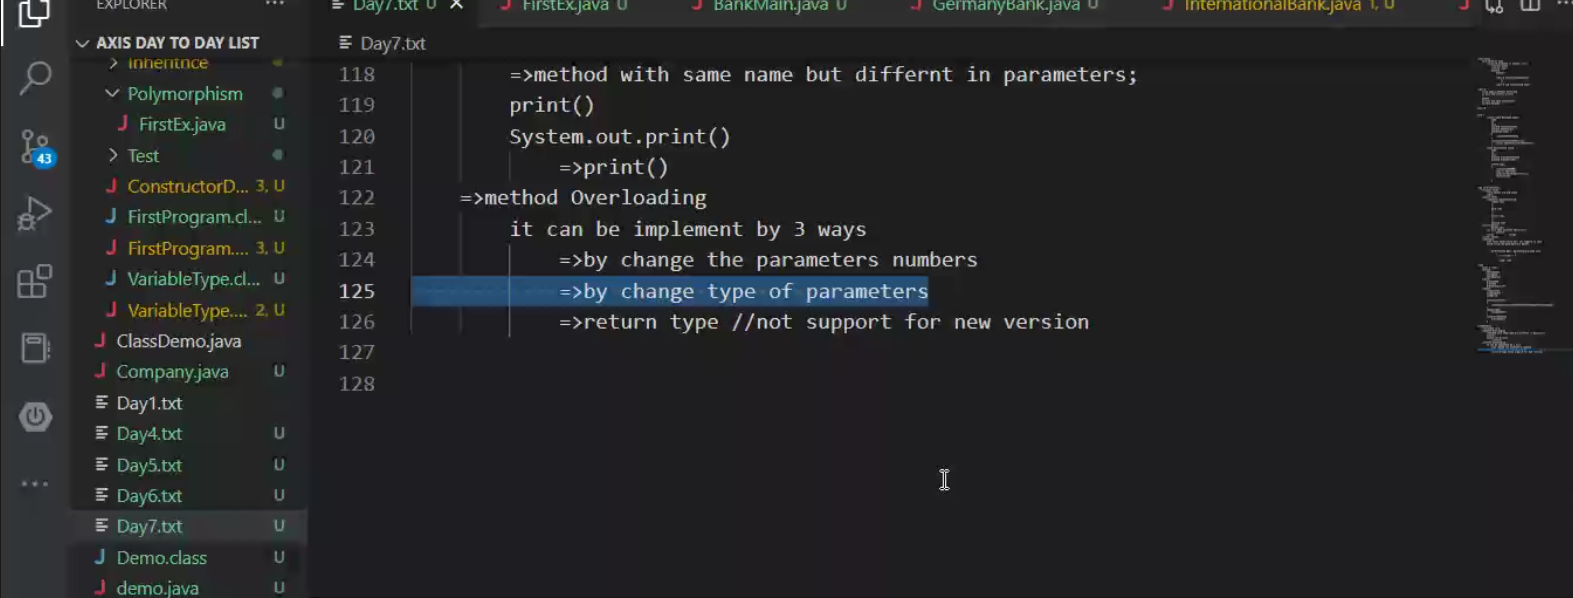 EXPLORER
Day7.txt U
FirstEx.java U
BankMain.java U
GermanyBank.java U
InternationalBank.java 1, U
AXIS DAY TO DAY LIST
Inheritnce
Polymorphism
FirstEx.java U
Test
ConstructorD... 3, U
FirstProgram.cl... U
FirstProgram.... 3, U
VariableType.cl... U
VariableType.... 2, U
ClassDemo.java
Company.java U
Day1.txt
Day4.txt U
Day5.txt U
Day6.txt U
Day7.txt U
Demo.class U
demo.java U
43
Day7.txt
118 =>method with same name but differnt in parameters;
119 print()
120 System.out.print()
121 =>print()
122 =>method Overloading
123 it can be implement by 3 ways
124 =>by change the parameters numbers
125 =>by change type of parameters
126 =>return type //not support for new version
127
128